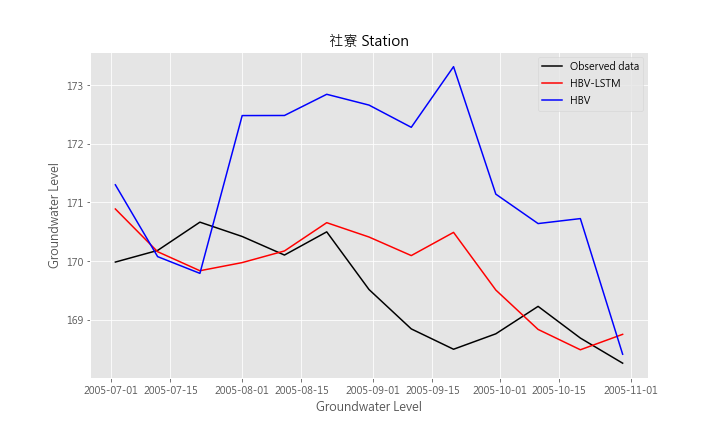 社寮 Station
Observed data
HBV-LSTM
HBV
173
172
171
170
169
Groundwater Level
2005-07-01 2005-07-15 2005-08-01 2005-08-15 2005-09-01 2005-09-15 2005-10-01 2005-10-15 2005-11-01
Groundwater Level